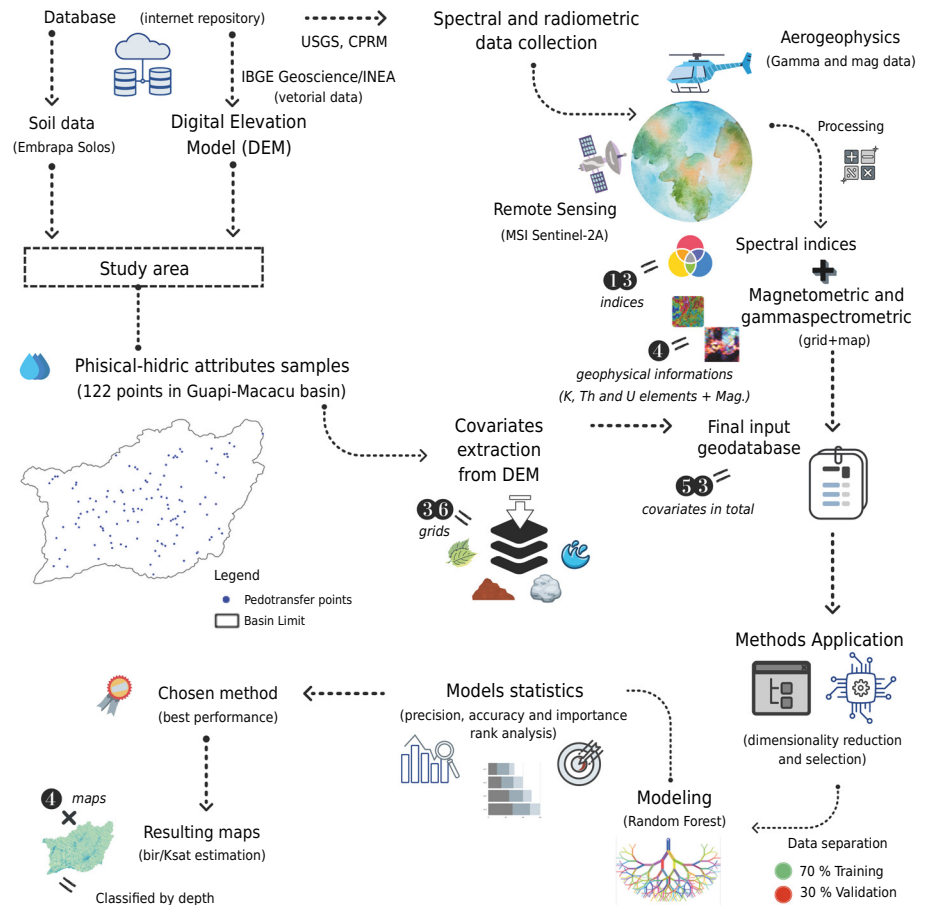 Database
(internet repository)
USGS, CPRM
IBGE Geoscience/INEA
(vetorial data)
Soil data
(Embrapa Solos)
Digital Elevation
Model (DEM)
Study area
Phisical-hidric attributes samples
(122 points in Guapi-Macacu basin)
Legend
Pedotransfer points
Basin Limit
Spectral and radiometric
data collection
Aerogeophysics
(Gamma and mag data)
Processing
Remote Sensing
(MSI Sentinel-2A)
Spectral indices
+
Magnetometric and
gammaspectrometric
(grid+map)
13 =
indices
4 =
geophysical informations
(K, Th and U elements + Mag.)
Covariates
extraction
from DEM
36 =
grids
Final input
geodatabase
53 =
covariates in total
Methods Application
(dimensionality reduction
and selection)
Data separation
70 % Training
30 % Validation
Modeling
(Random Forest)
Models statistics
(precision, accuracy and importance
rank analysis)
Chosen method
(best performance)
Resulting maps
(bir/Ksat estimation)
4 maps
×
=
Classified by depth